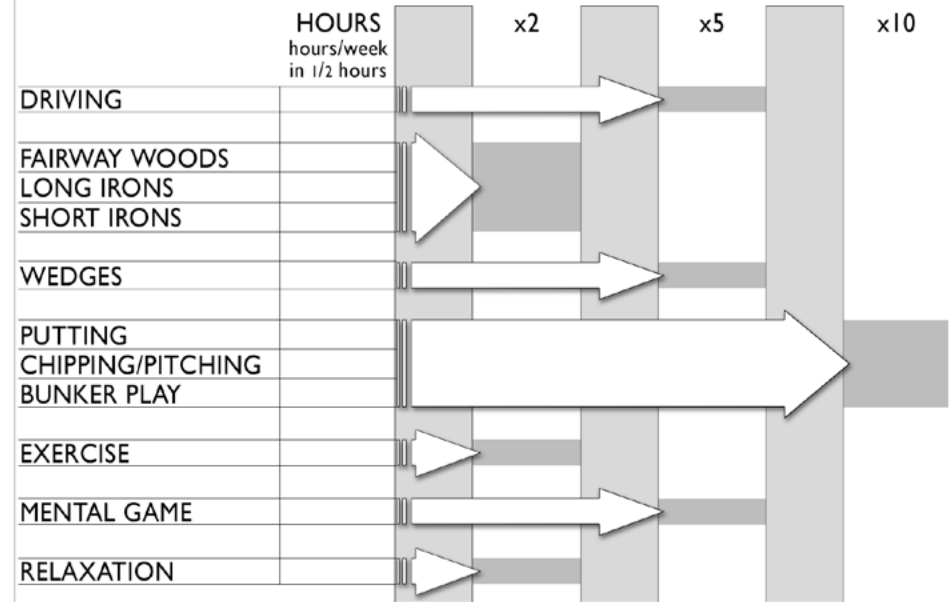 HOURS
hours/week
in 1/2 hours
x2
x5
x10
DRIVING
FAIRWAY WOODS
LONG IRONS
SHORT IRONS
WEDGES
PUTTING
CHIPPING/PITCHING
BUNKER PLAY
EXERCISE
MENTAL GAME
RELAXATION